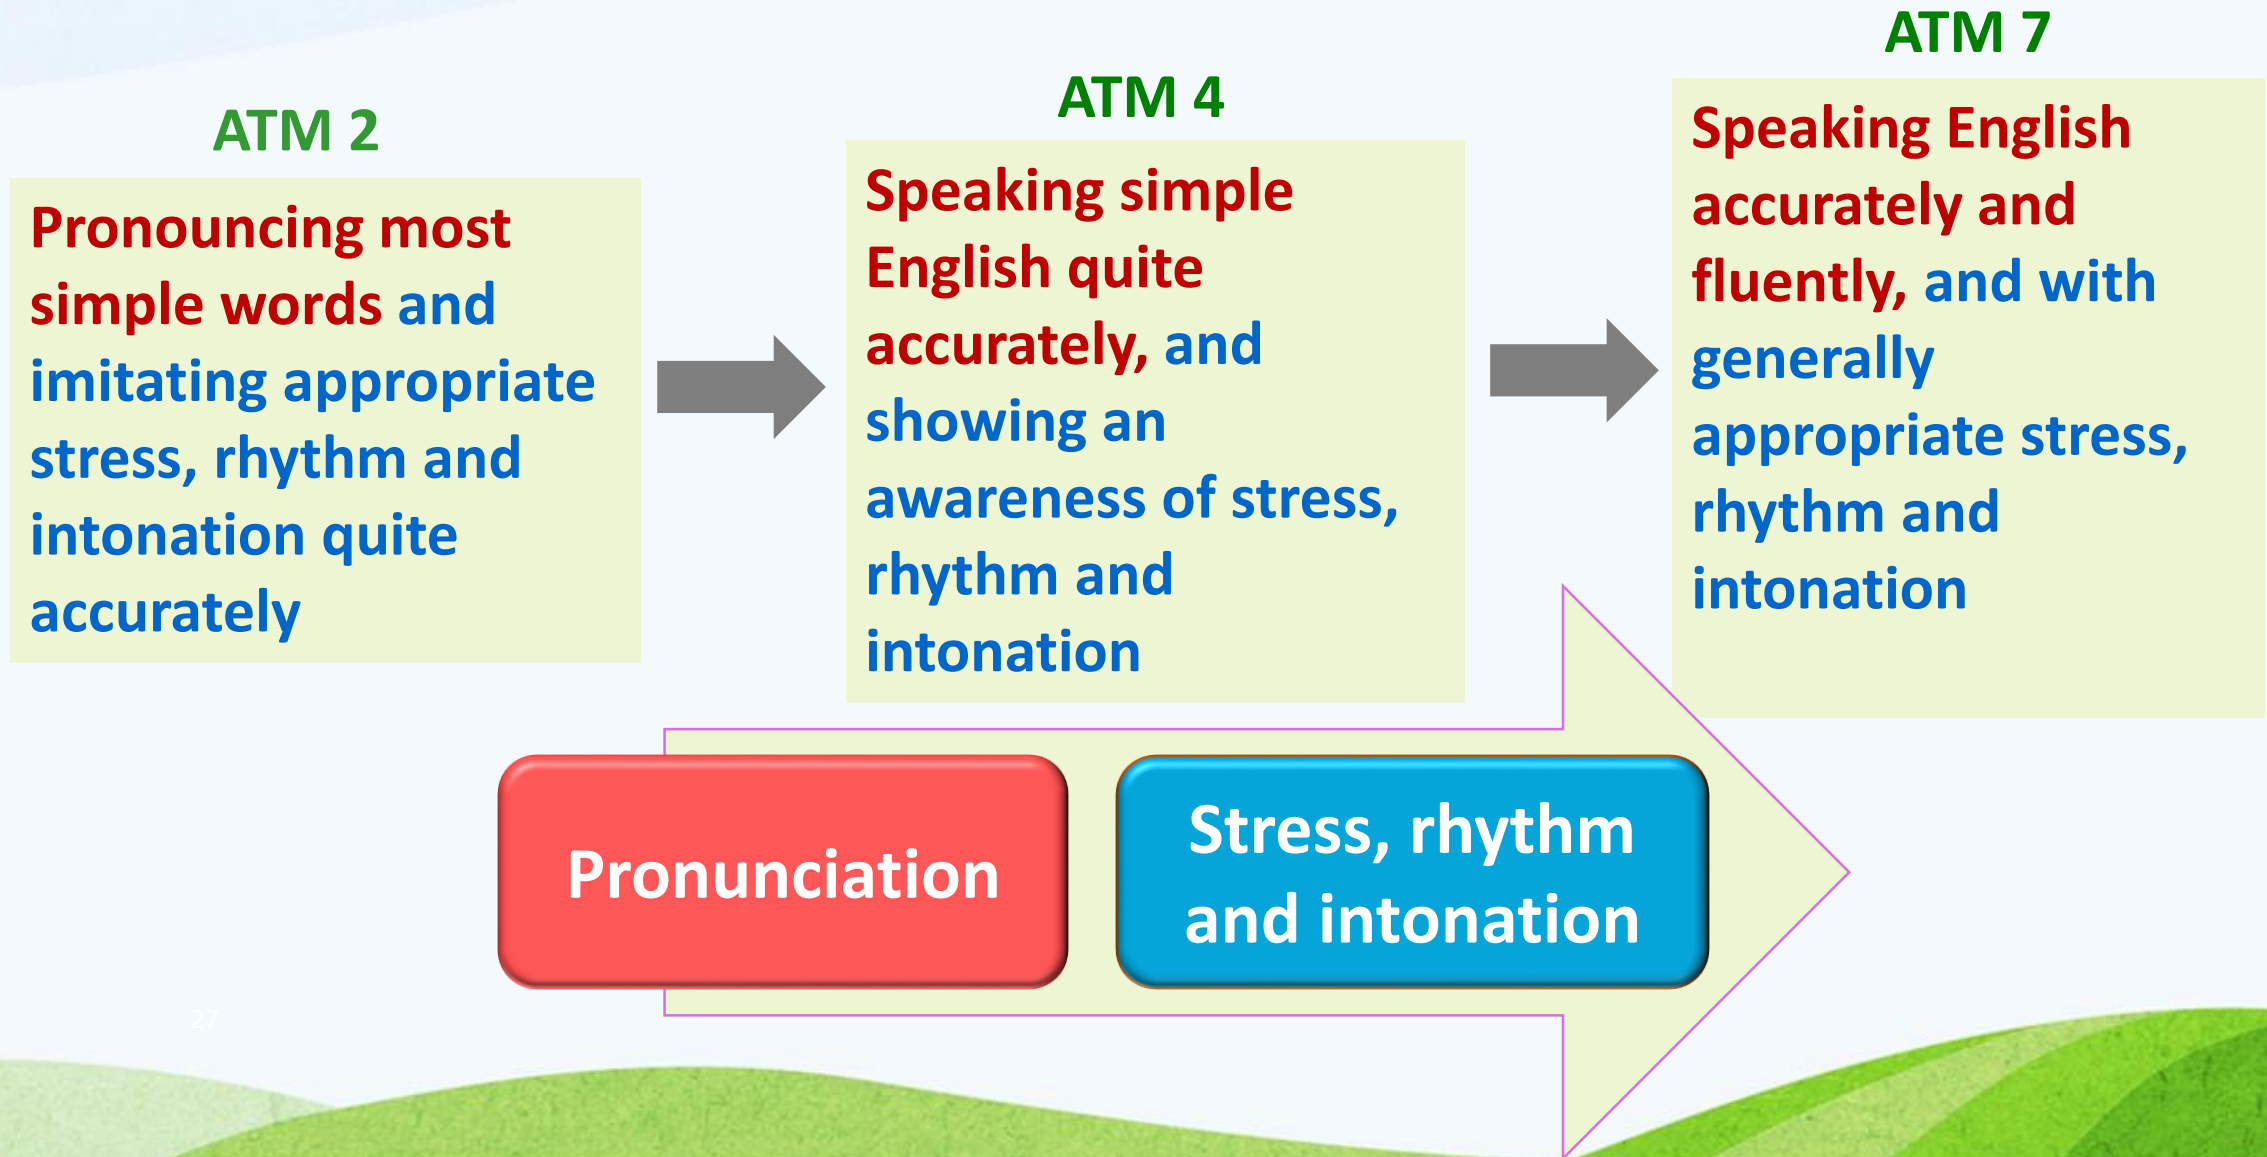 ATM 2
Pronouncing most
simple words and
imitating appropriate
stress, rhythm and
intonation quite
accurately
ATM 4
Speaking simple
English quite
accurately, and
showing an
awareness of stress,
rhythm and
intonation
ATM 7
Speaking English
accurately and
fluently, and with
generally
appropriate stress,
rhythm and
intonation
Pronunciation
Stress, rhythm
and intonation
27